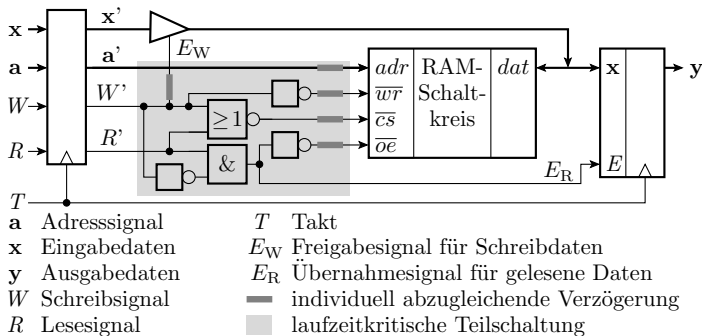 x x' E_W
a a' adr RAM- dat x y
W W' wr Schalt-
≥1 cs kreis
R R' & oe E_R E
T
a Adresssignal T Takt
x Eingabedaten E_W Freigabesignal für Schreibdaten
y Ausgabedaten E_R Übernahmesignal für gelesene Daten
W Schreibsignal individuell abzugleichende Verzögerung
R Lesesignal laufzeitkritische Teilschaltung